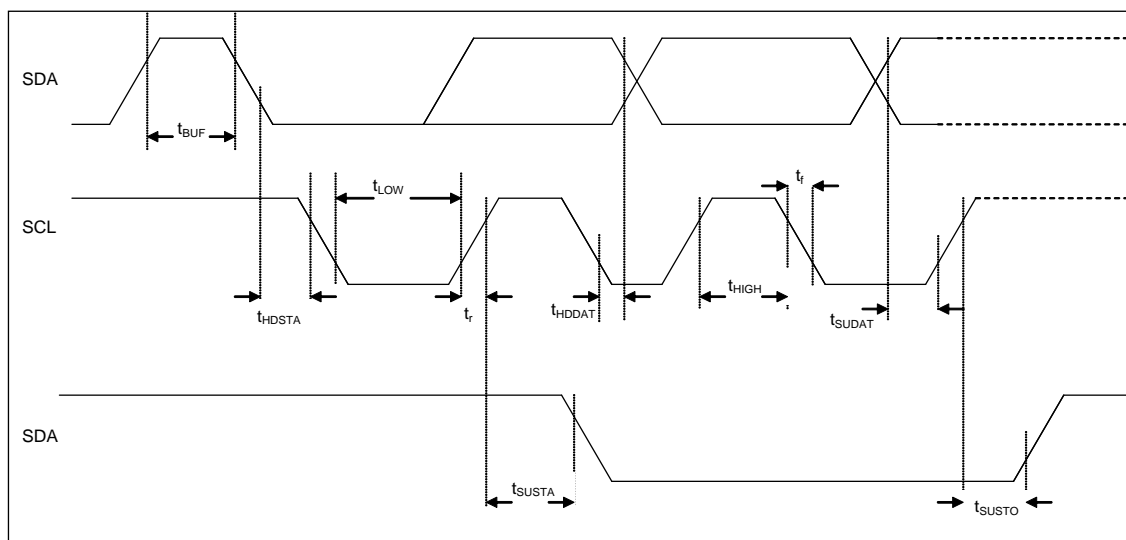 SDA
tBUF
tLOW
tf
SCL
tHDSTA
tr
tHDDAT
tHIGH
tSUDAT
SDA
tSUSTA
tSUSTO